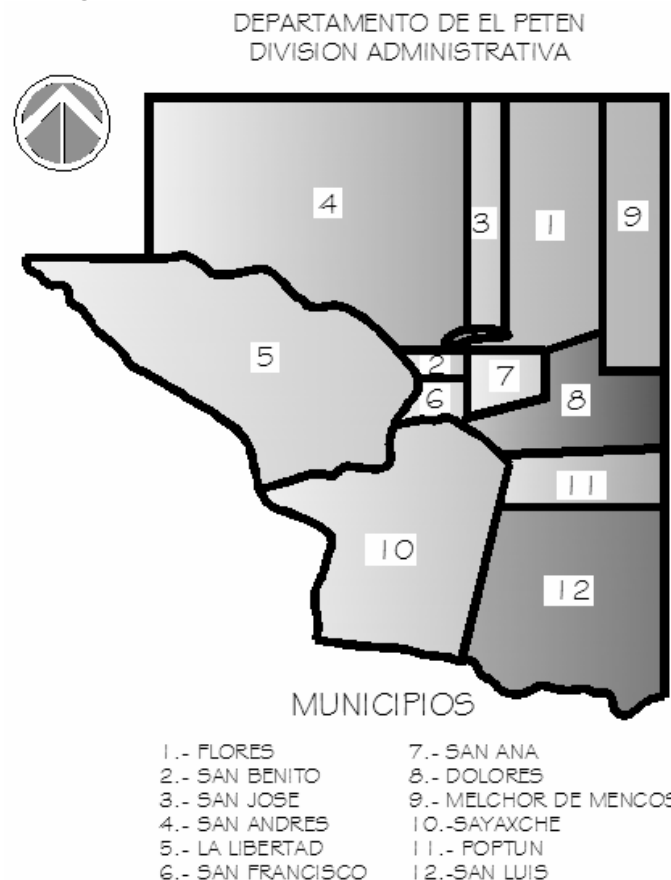 DEPARTAMENTO DE EL PETEN
DIVISION ADMINISTRATIVA
4
3
1
9
5
2
7
6
8
11
10
12
MUNICIPIOS
1.- FLORES
2.- SAN BENITO
3.- SAN JOSE
4.- SAN ANDRES
5.- LA LIBERTAD
6.- SAN FRANCISCO
7.- SAN ANA
8.- DOLORES
9.- MELCHOR DE MENCOS
10.-SAYAXCHE
11.- POPTUN
12.-SAN LUIS